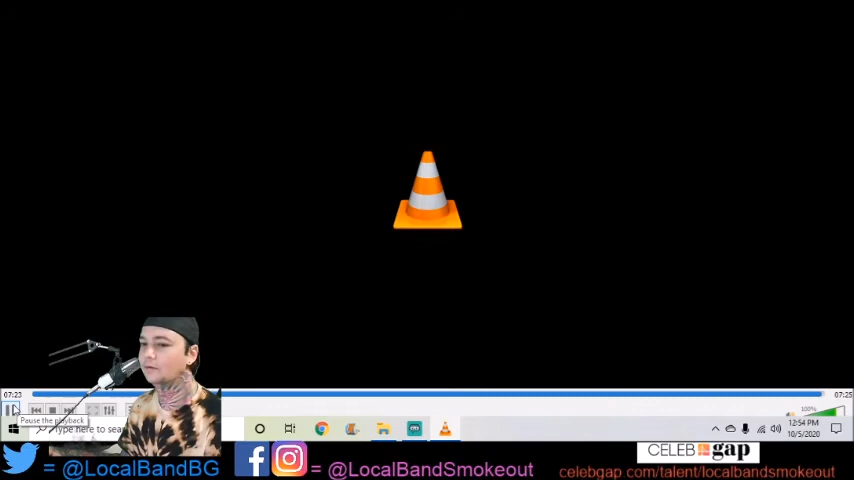 07:23
07:25
Pause the playback
100%
Type here to sea
12:54 PM
10/5/2020
CELEB gap
= @LocalBandBG
= @LocalBandSmokeout
celebgap.com/talent/localbandsmokeout